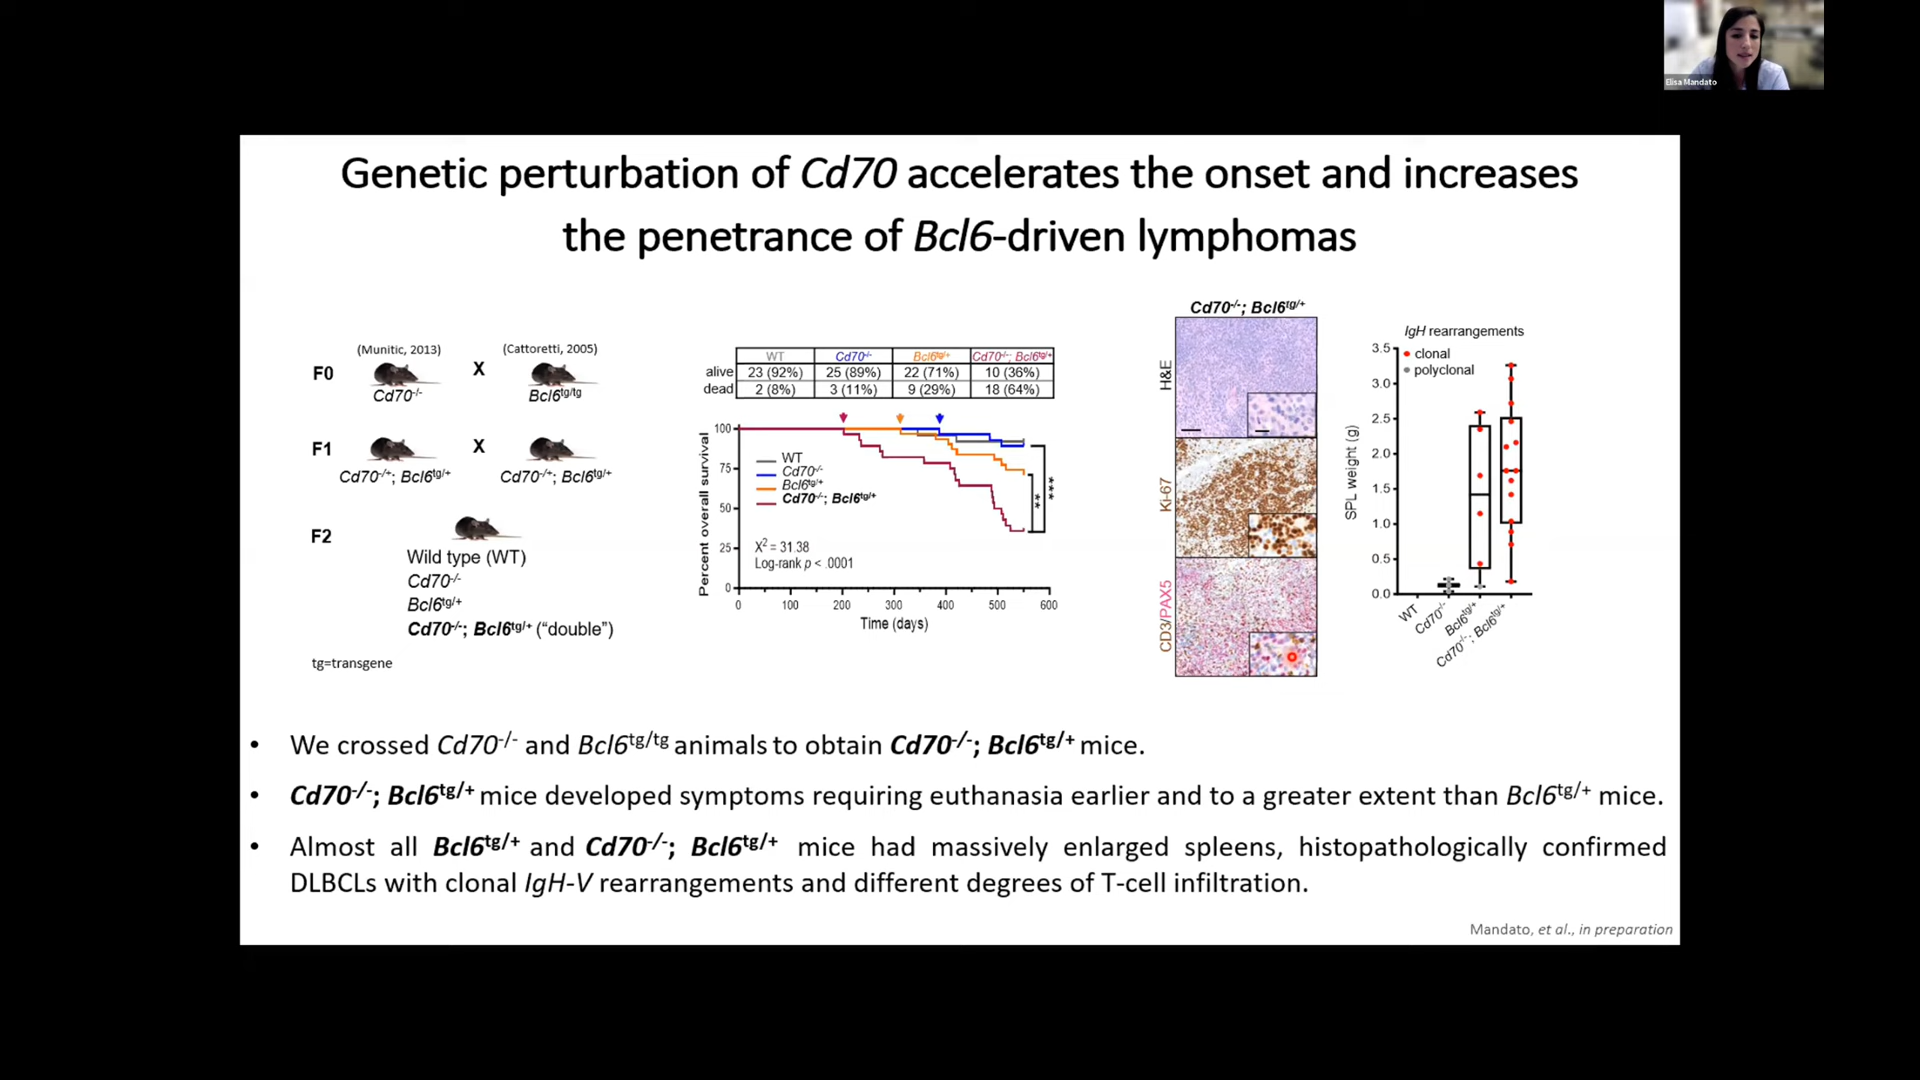 Elisa Mandato
Genetic perturbation of Cd70 accelerates the onset and increases
the penetrance of Bcl6-driven lymphomas
F0
(Munitic, 2013)
X
(Cattoretti, 2005)
Cd70-/-
Bcl6tg/tg
F1
X
Cd70-/+; Bcl6tg/+
Cd70-/+; Bcl6tg/+
F2
Wild type (WT)
Cd70-/-
Bcl6tg/+
Cd70-/-; Bcl6tg/+ (“double”)
tg=transgene
WT Cd70-/- Bcl6tg/+ Cd70-/-; Bcl6tg/+
alive 23 (92%) 25 (89%) 22 (71%) 10 (36%)
dead 2 (8%) 3 (11%) 9 (29%) 18 (64%)
Percent overall survival
100
75
50
25
0
WT
Cd70-/-
Bcl6tg/+
Cd70-/-; Bcl6tg/+
X2 = 31.38
Log-rank p < .0001
**
***
0 100 200 300 400 500 600
Time (days)
Cd70-/-; Bcl6tg/+
H&E
Ki-67
CD3/PAX5
IgH rearrangements
clonal
polyclonal
SPL weight (g)
3.5
3.0
2.5
2.0
1.5
1.0
0.5
0.0
WT
Cd70-/-
Bcl6tg/+
Cd70-/-; Bcl6tg/+
• We crossed Cd70-/- and Bcl6tg/tg animals to obtain Cd70-/-; Bcl6tg/+ mice.
• Cd70-/-; Bcl6tg/+ mice developed symptoms requiring euthanasia earlier and to a greater extent than Bcl6tg/+ mice.
• Almost all Bcl6tg/+ and Cd70-/-; Bcl6tg/+ mice had massively enlarged spleens, histopathologically confirmed
DLBCLs with clonal IgH-V rearrangements and different degrees of T-cell infiltration.
Mandato, et al., in preparation